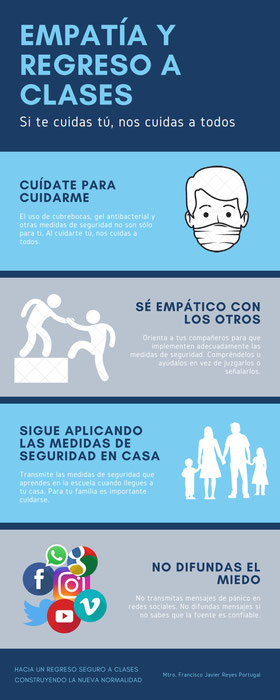 EMPATÍA Y
REGRESO A
CLASES
Si te cuidas tú, nos cuidas a todos
CUÍDATE PARA
CUIDARME
El uso de cubrebocas, gel antibacterial y
otras medidas de seguridad no son sólo
para ti. Al cuidarte tú, nos cuidas a
todos.
SÉ EMPÁTICO CON
LOS OTROS
Orienta a tus compañeros para que
implementen adecuadamente las
medidas de seguridad. Compréndelos u
ayúdalos en vez de juzgarlos o
señalarlos.
SIGUE APLICANDO
LAS MEDIDAS DE
SEGURIDAD EN CASA
Transmite las medidas de seguridad que
aprendes en la escuela cuando llegues a
tu casa. Para tu familia es importante
cuidarse.
NO DIFUNDAS EL
MIEDO
No transmitas mensajes de pánico en
redes sociales. No difundas mensajes si
no sabes que la fuente es confiable.
HACIA UN REGRESO SEGURO A CLASES
CONSTRUYENDO LA NUEVA NORMALIDAD
Mtro. Francisco Javier Reyes Portugal